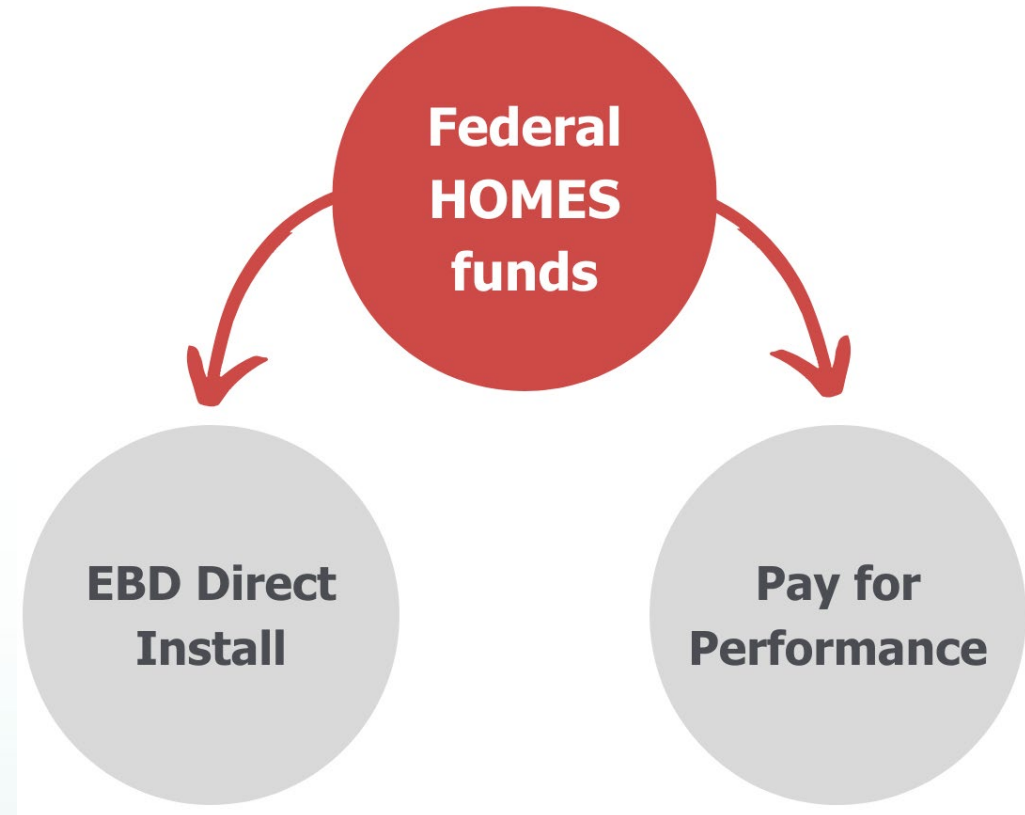 Federal
HOMES
funds
EBD Direct
Install
Pay for
Performance